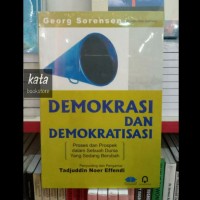 Georg Sorensen
kata
DEMOKRASI
DAN
DEMOKRATISASI
Proses dan Prospek
dalam Sebuah Dunia
Yang Sedang Berubah
Tadjuddin Noer Effendi